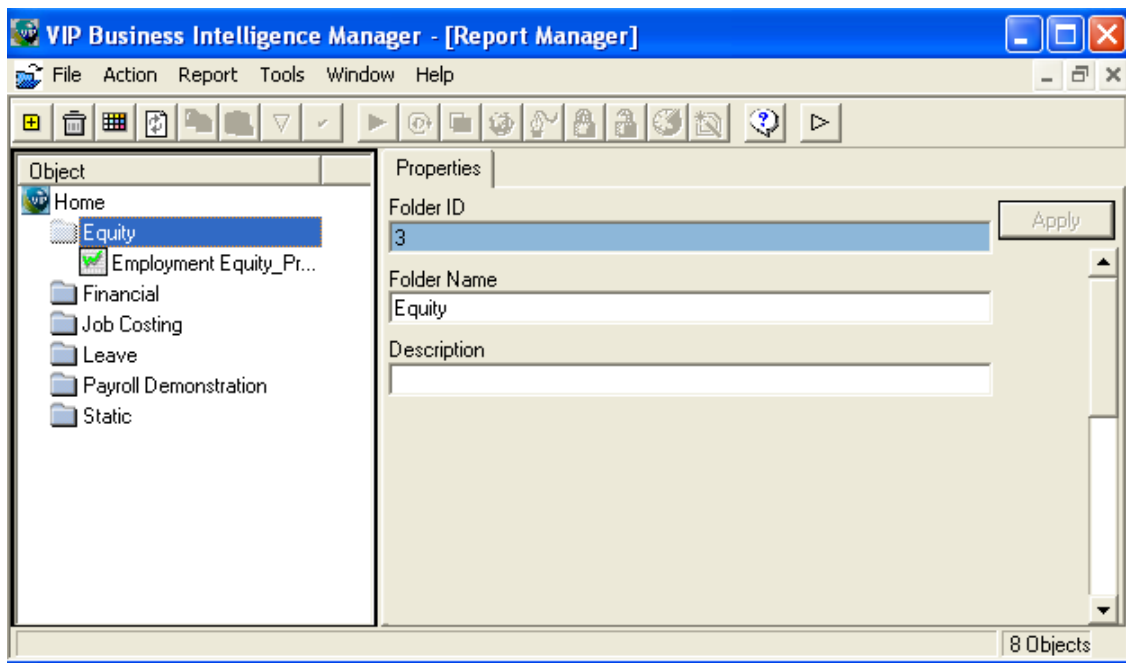 VIP Business Intelligence Manager - [Report Manager]
File Action Report Tools Window Help
Object
Home
Equity
Employment Equity_Pr...
Financial
Job Costing
Leave
Payroll Demonstration
Static
Properties
Folder ID
3
Apply
Folder Name
Equity
Description
8 Objects